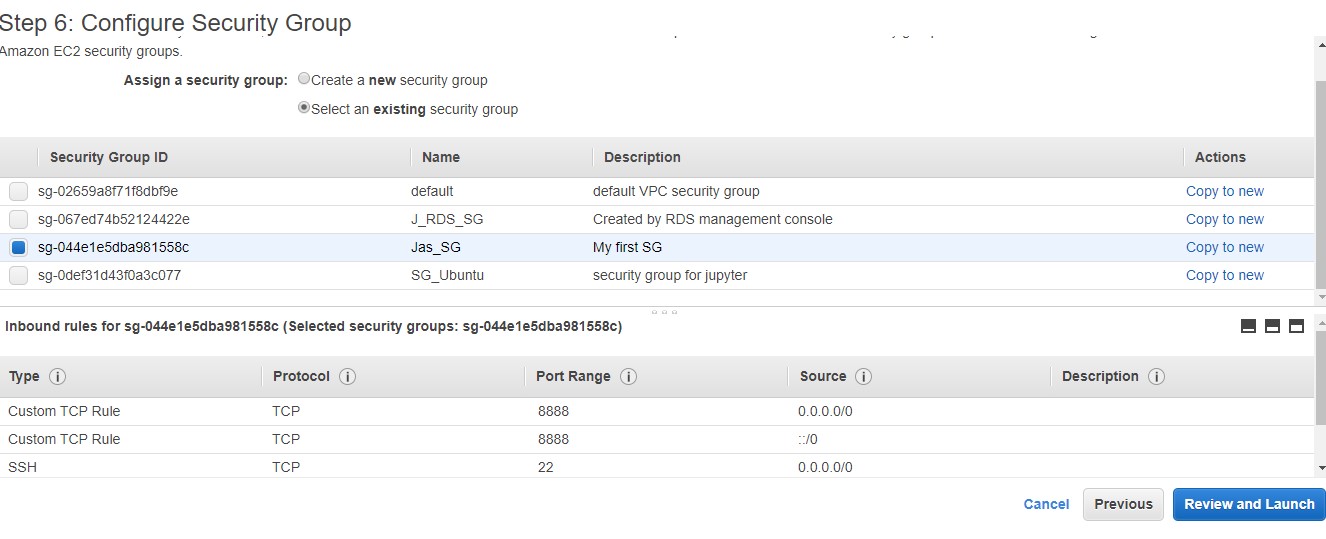 Step 6: Configure Security Group
Amazon EC2 security groups.
Assign a security group: Create a new security group
Select an existing security group
Security Group ID Name Description Actions
sg-02659a8f71f8dbf9e default default VPC security group Copy to new
sg-067ed74b52124422e J_RDS_SG Created by RDS management console Copy to new
sg-044e1e5dba981558c Jas_SG My first SG Copy to new
sg-0def31d43f0a3c077 SG_Ubuntu security group for jupyter Copy to new
Inbound rules for sg-044e1e5dba981558c (Selected security groups: sg-044e1e5dba981558c)
Type i Protocol i Port Range i Source i Description i
Custom TCP Rule TCP 8888 0.0.0.0/0
Custom TCP Rule TCP 8888 ::/0
SSH TCP 22 0.0.0.0/0
Cancel Previous Review and Launch